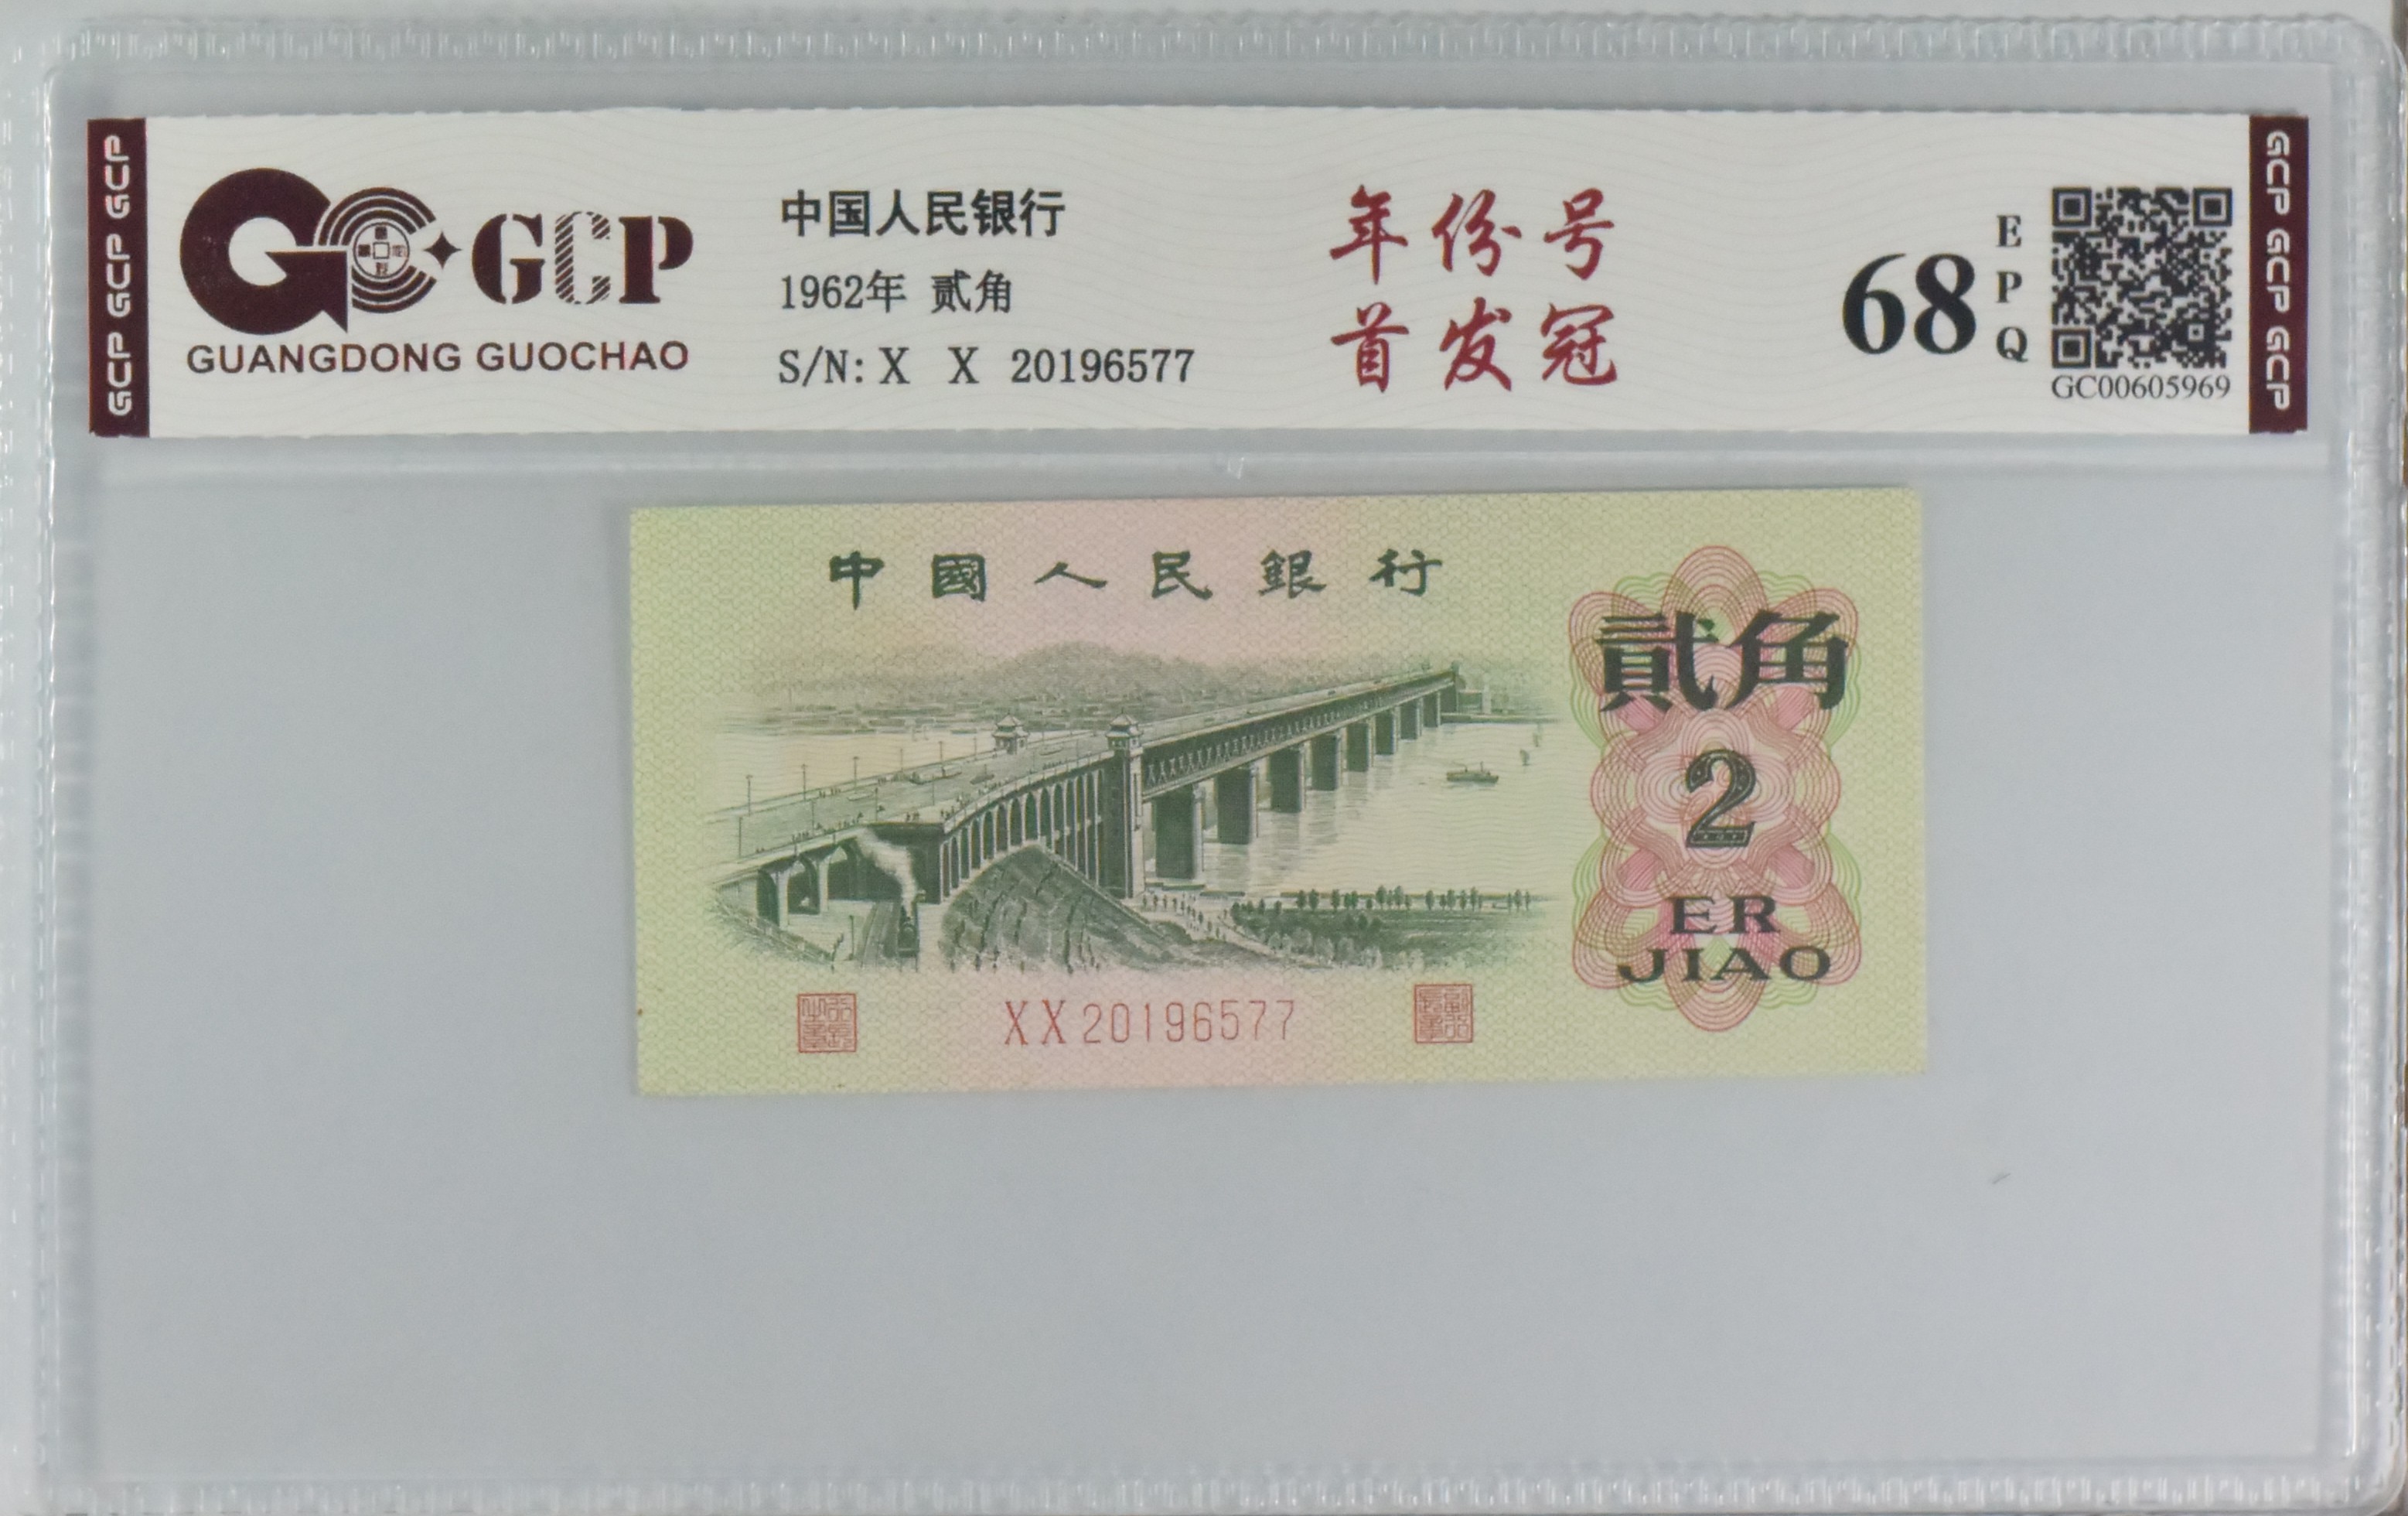 GCP GCP GCP
GCP
GUANGDONG GUOCHAO
中国人民银行
1962年 贰角
S/N: X X 20196577
年份号
首发冠
68
EPQ
GC00605969
GCP GCP GCP
中國人民銀行
貳角
2
ER
JIAO
XX20196577